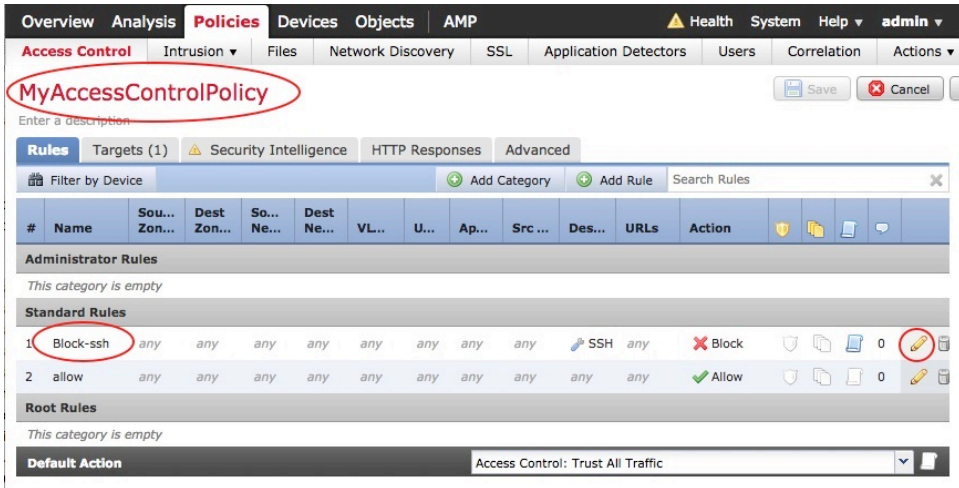 Overview Analysis Policies Devices Objects AMP Health System Help admin
Access Control Intrusion Files Network Discovery SSL Application Detectors Users Correlation Actions
MyAccessControlPolicy
Save Cancel
Enter a description
Rules Targets (1) Security Intelligence HTTP Responses Advanced
Filter by Device Add Category Add Rule Search Rules
# Name Sou... Zon... Dest Zon... So... Ne... Dest Ne... VL... U... Ap... Src ... Des... URLs Action
Administrator Rules
This category is empty
Standard Rules
1 Block-ssh any any any any any any any any SSH any Block 0
2 allow any any any any any any any any any any Allow 0
Root Rules
This category is empty
Default Action Access Control: Trust All Traffic